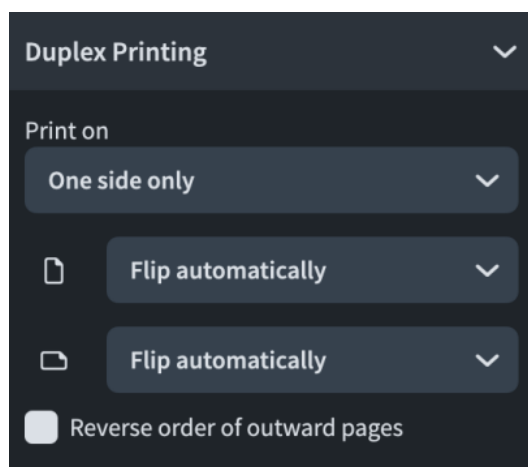 Duplex Printing
Print on
One side only
Flip automatically
Flip automatically
Reverse order of outward pages